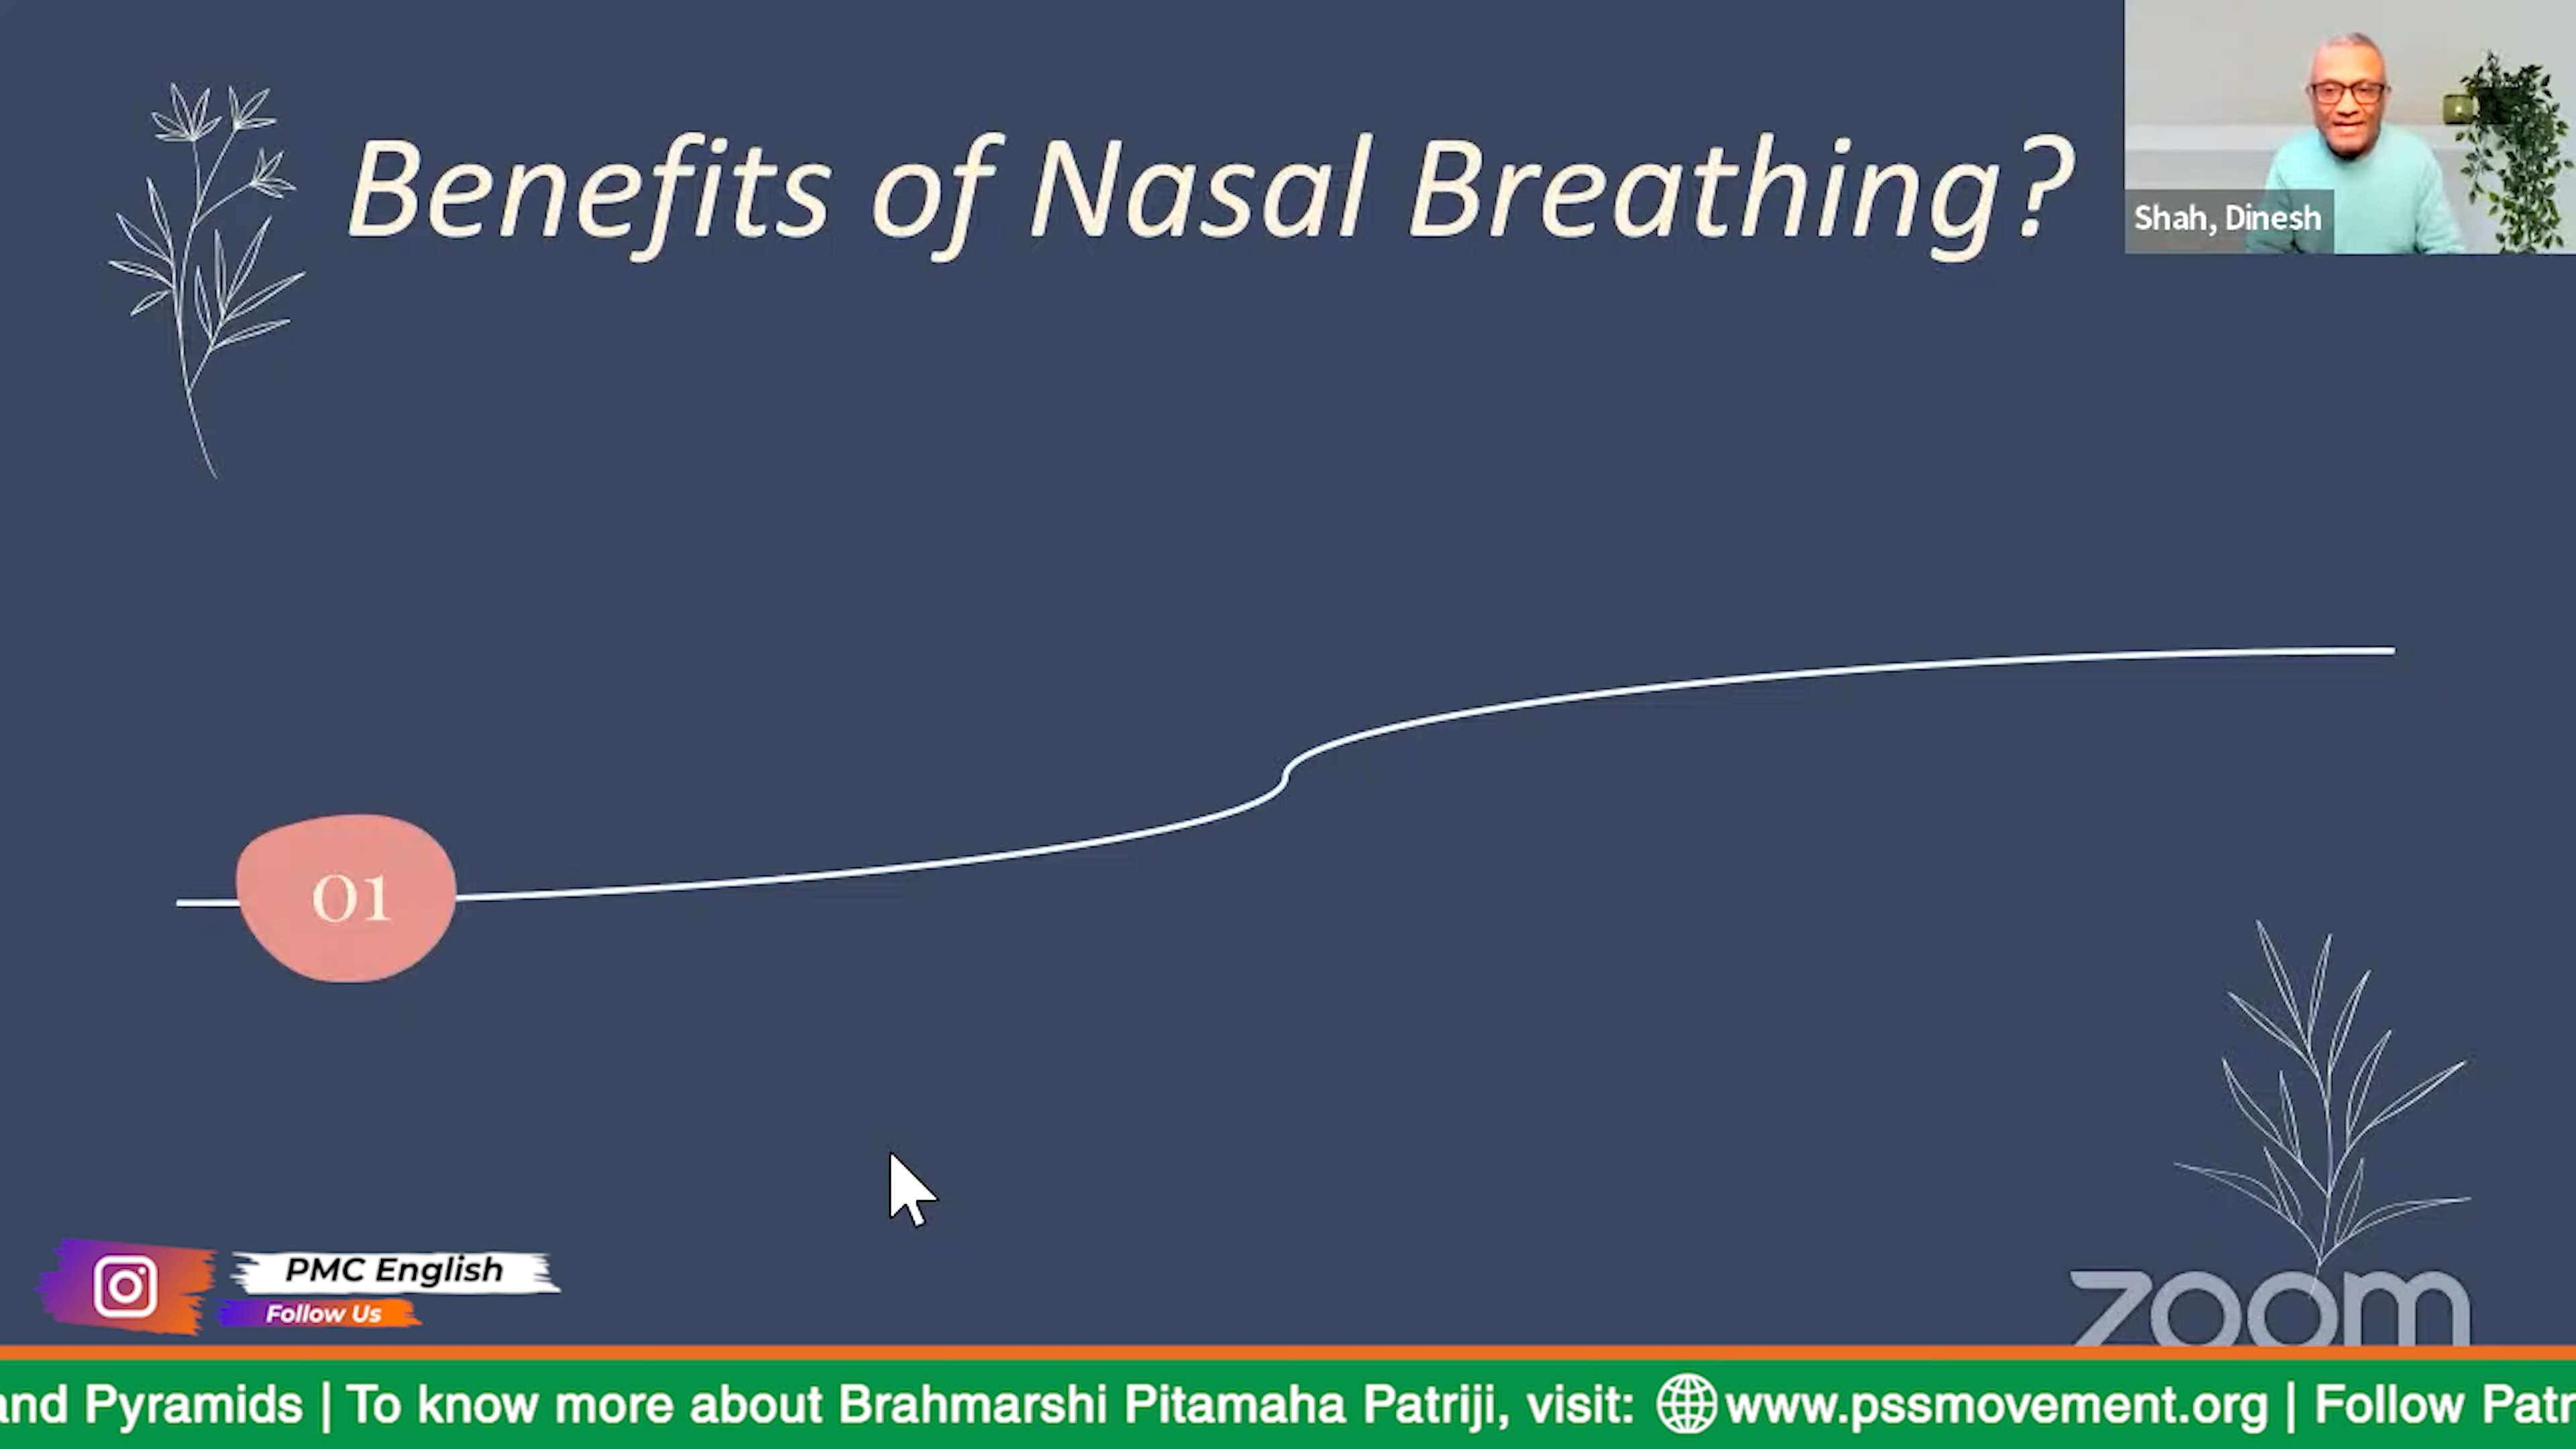 Benefits of Nasal Breathing?
Shah, Dinesh
01
PMC English
Follow Us
zoom
and Pyramids | To know more about Brahmarshi Pitamaha Patriji, visit: www.pssmovement.org | Follow Patr